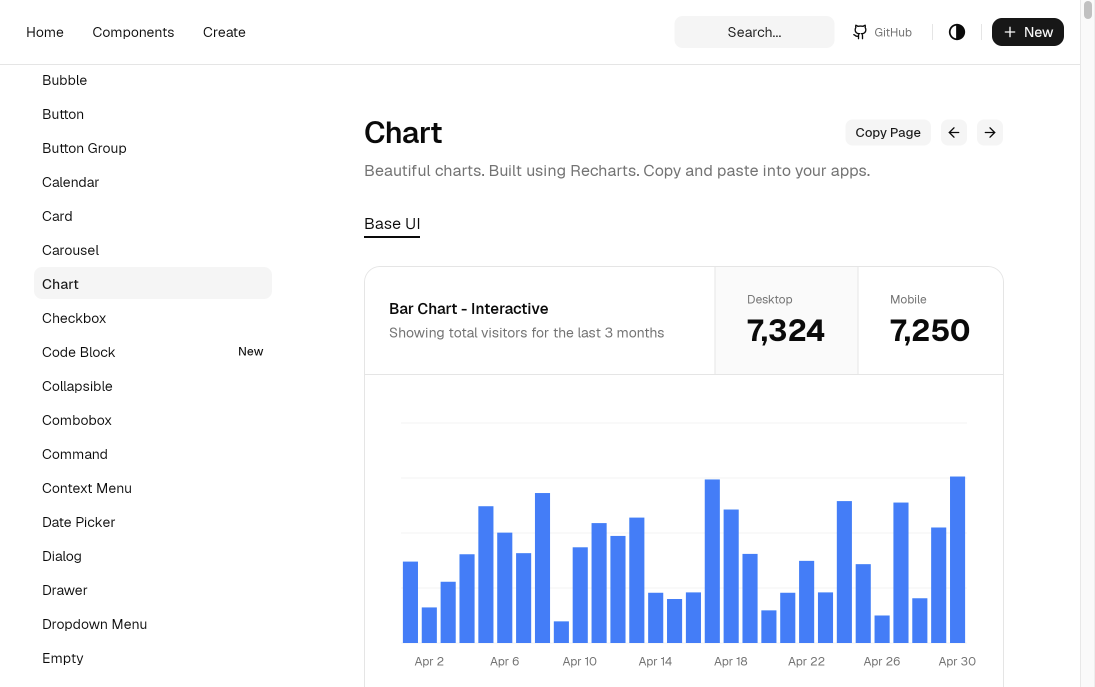 Home Components Create Search... GitHub New
Bubble
Button
Button Group
Calendar
Card
Carousel
Chart
Checkbox
Code Block New
Collapsible
Combobox
Command
Context Menu
Date Picker
Dialog
Drawer
Dropdown Menu
Empty
Chart
Copy Page
Beautiful charts. Built using Recharts. Copy and paste into your apps.
Base UI
Bar Chart - Interactive
Showing total visitors for the last 3 months
Desktop
7,324
Mobile
7,250
Apr 2 Apr 6 Apr 10 Apr 14 Apr 18 Apr 22 Apr 26 Apr 30